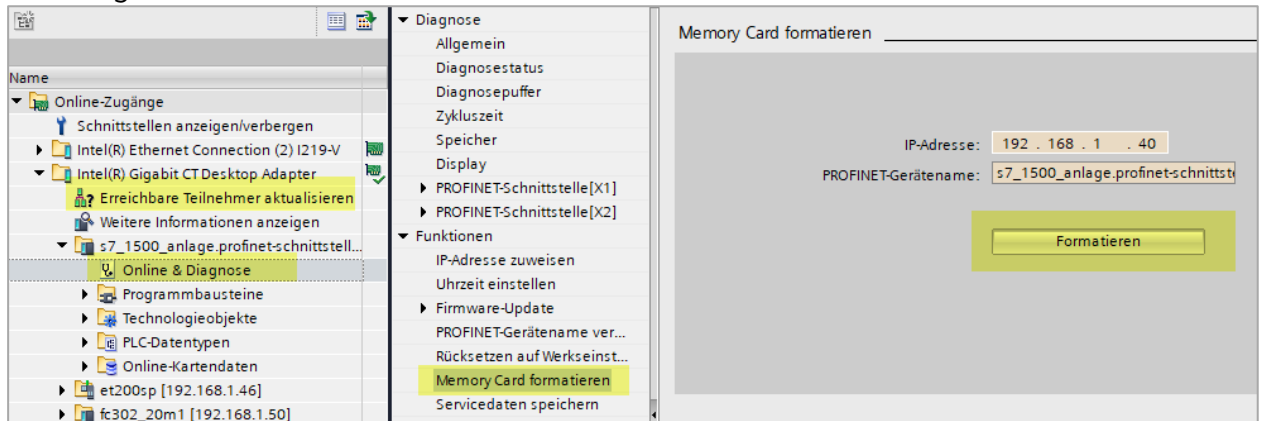 Name
Online-Zugänge
Schnittstellen anzeigen/verbergen
Intel(R) Ethernet Connection (2) I219-V
Intel(R) Gigabit CT Desktop Adapter
Erreichbare Teilnehmer aktualisieren
Weitere Informationen anzeigen
s7_1500_anlage.profinet-schnittstell...
Online & Diagnose
Programmbausteine
Technologieobjekte
PLC-Datentypen
Online-Kartendaten
et200sp [192.168.1.46]
fc302_20m1 [192.168.1.50]
Diagnose
Allgemein
Diagnosestatus
Diagnosepuffer
Zykluszeit
Speicher
Display
PROFINET-Schnittstelle[X1]
PROFINET-Schnittstelle[X2]
Funktionen
IP-Adresse zuweisen
Uhrzeit einstellen
Firmware-Update
PROFINET-Gerätename ver...
Rücksetzen auf Werkseinst...
Memory Card formatieren
Servicedaten speichern
Memory Card formatieren
IP-Adresse: 192 . 168 . 1 . 40
PROFINET-Gerätename: s7_1500_anlage.profinet-schnittst
Formatieren